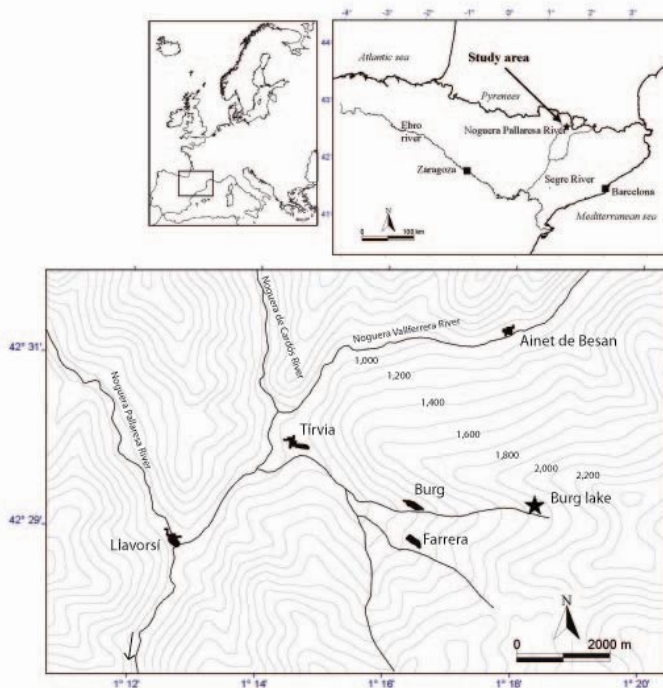 -4° -3° -2° -1° 0° 1° 2° 3°
44
43
42
41
Atlantic sea
Study area
Pyrenees
Noguera Pallaresa River
Ebro
river
Zaragoza
Segre River
Barcelona
Mediterranean sea
N
0 100 km
42° 31'
42° 29'
Noguera Pallaresa River
Noguera de Cardós River
Noguera Vallferrera River
Ainet de Besan
1,000
1,200
1,400
1,600
1,800
2,000
2,200
Tírvia
Burg
Burg lake
Farrera
Llavorsí
N
0 2000 m
1° 12' 1° 14' 1° 16' 1° 18' 1° 20'